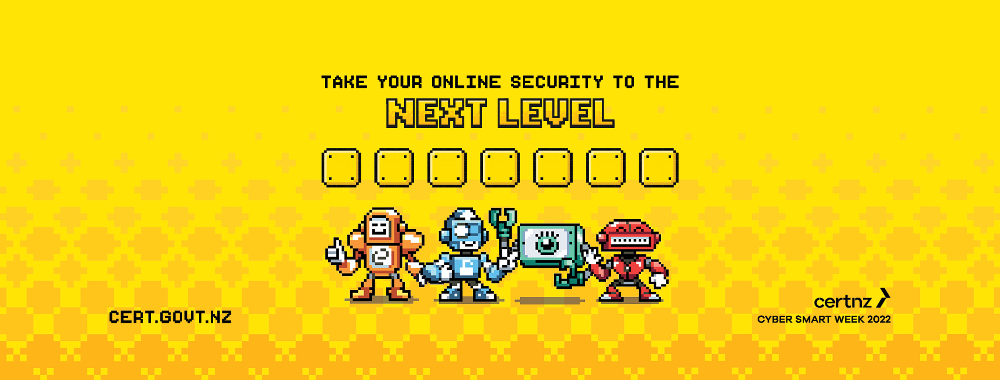 TAKE YOUR ONLINE SECURITY TO THE
NEXT LEVEL
CERT.GOVT.NZ
certnz
CYBER SMART WEEK 2022